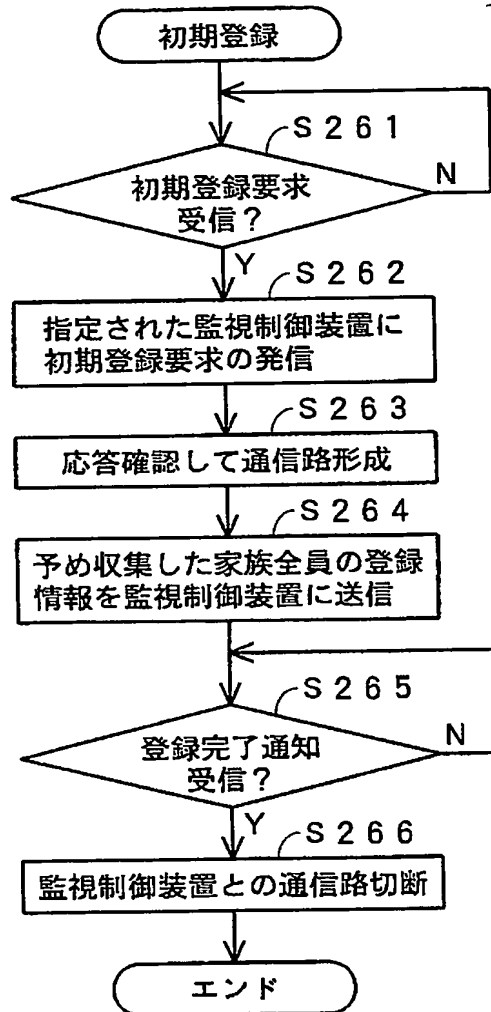 初期登録
S261
初期登録要求
受信?
N
Y
S262
指定された監視制御装置に
初期登録要求の発信
S263
応答確認して通信路形成
S264
予め収集した家族全員の登録
情報を監視制御装置に送信
S265
登録完了通知
受信?
N
Y
S266
監視制御装置との通信路切断
エンド